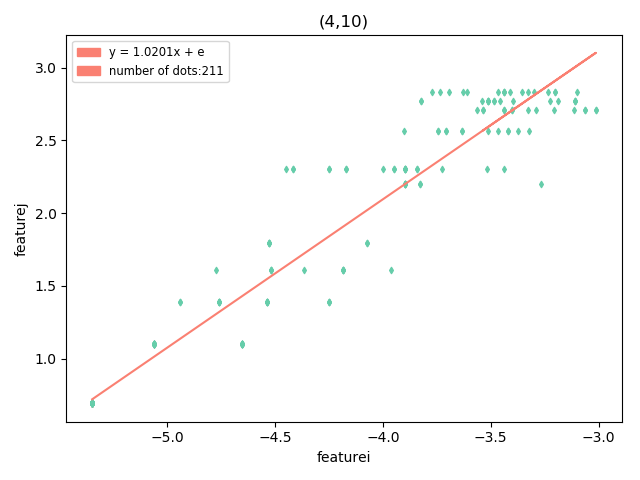 (4,10)
y = 1.0201x + e
number of dots:211
3.0
2.5
2.0
1.5
1.0
featurej
−5.0
−4.5
−4.0
−3.5
−3.0
featurei